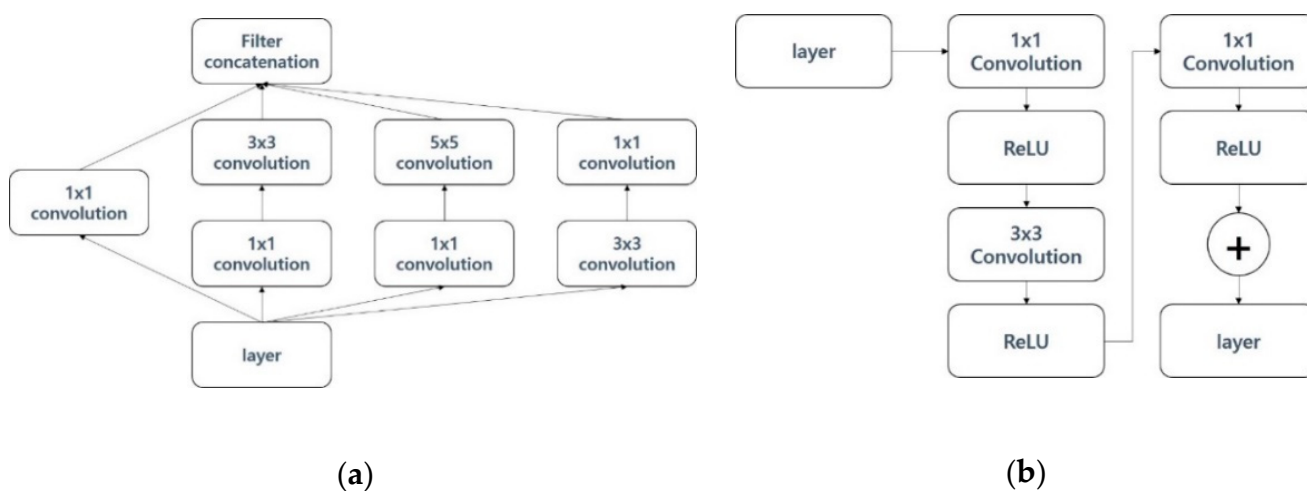 Filter
concatenation
3x3
convolution
5x5
convolution
1x1
convolution
1x1
convolution
1x1
convolution
1x1
convolution
3x3
convolution
layer
(a)
layer
1x1
Convolution
ReLU
3x3
Convolution
ReLU
1x1
Convolution
ReLU
+
layer
(b)